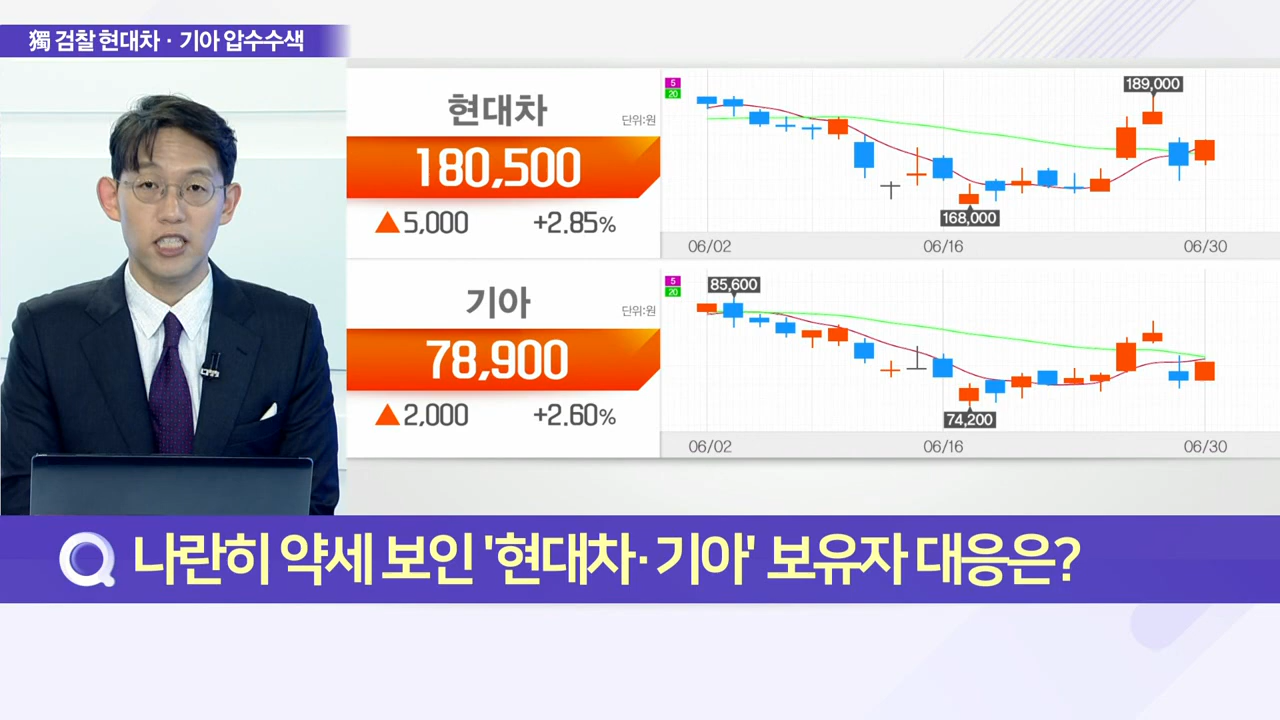 獨 검찰 현대차 · 기아 압수수색
현대차
단위:원
180,500
▲5,000 +2.85%
5
20
189,000
168,000
06/02 06/16 06/30
기아
단위:원
78,900
▲2,000 +2.60%
5
20
85,600
74,200
06/02 06/16 06/30
Q 나란히 약세 보인 '현대차·기아' 보유자 대응은?